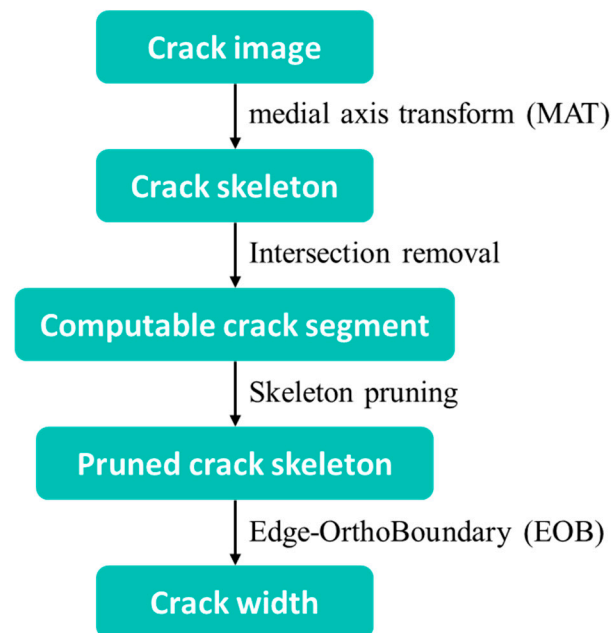 Crack image
medial axis transform (MAT)
Crack skeleton
Intersection removal
Computable crack segment
Skeleton pruning
Pruned crack skeleton
Edge-OrthoBoundary (EOB)
Crack width